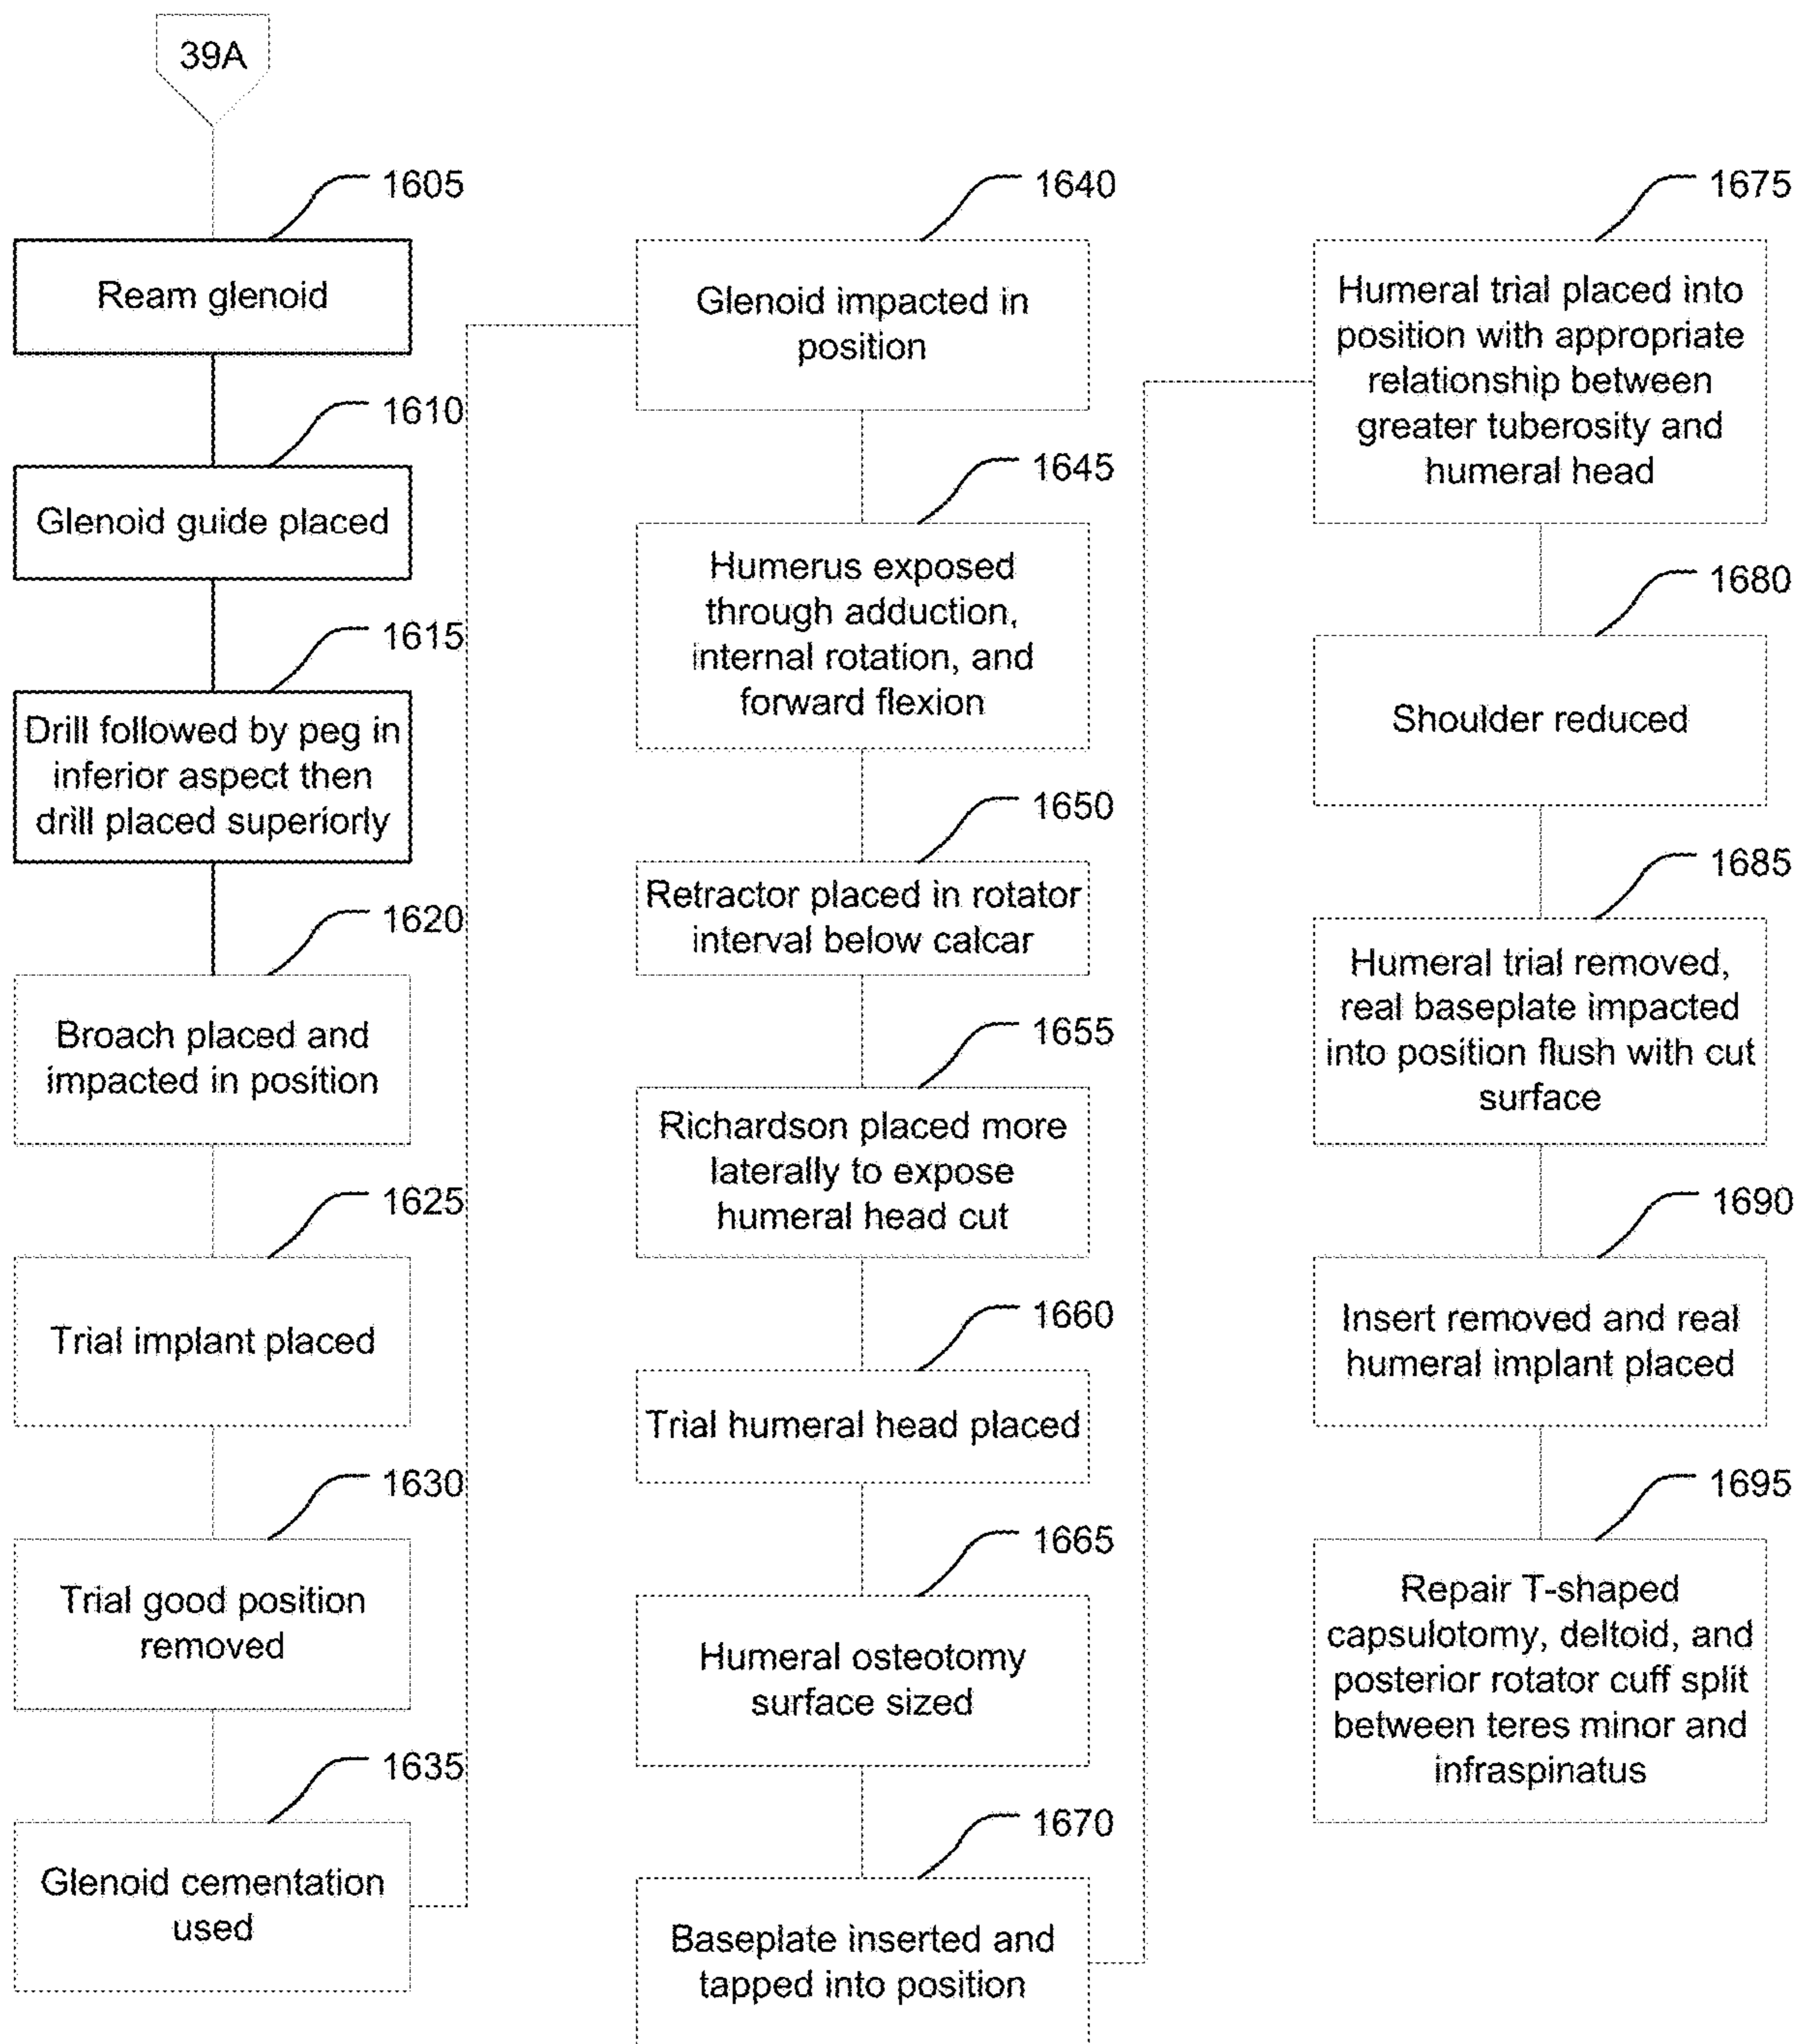 39A
1605
Ream glenoid
1610
Glenoid guide placed
1615
Drill followed by peg in
inferior aspect then
drill placed superiorly
1620
Broach placed and
impacted in position
1625
Trial implant placed
1630
Trial good position
removed
1635
Glenoid cementation
used
1640
Glenoid impacted in
position
1645
Humerus exposed
through adduction,
internal rotation, and
forward flexion
1650
Retractor placed in rotator
interval below calcar
1655
Richardson placed more
laterally to expose
humeral head cut
1660
Trial humeral head placed
1665
Humeral osteotomy
surface sized
1670
Baseplate inserted and
tapped into position
1675
Humeral trial placed into
position with appropriate
relationship between
greater tuberosity and
humeral head
1680
Shoulder reduced
1685
Humeral trial removed,
real baseplate impacted
into position flush with cut
surface
1690
Insert removed and real
humeral implant placed
1695
Repair T-shaped
capsulotomy, deltoid, and
posterior rotator cuff split
between teres minor and
infraspinatus